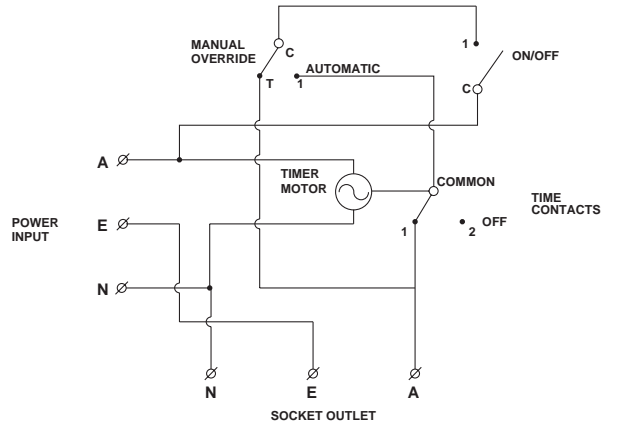 MANUAL
OVERRIDE
C
T
1
AUTOMATIC
1
ON/OFF
C
A
TIMER
MOTOR
COMMON
TIME
CONTACTS
POWER
INPUT
E
1
2
OFF
N
N
E
A
SOCKET OUTLET